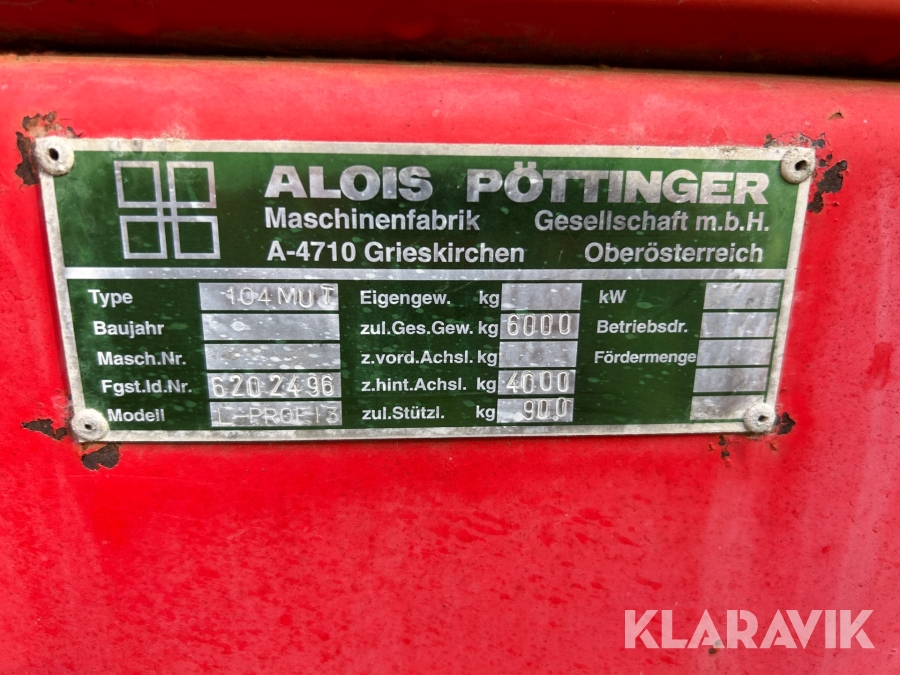 ALOIS PÖTTINGER
Maschinenfabrik Gesellschaft m.b.H.
A-4710 Grieskirchen Oberösterreich
Type 104MUT Eigengew. kg kW
Baujahr zul.Ges.Gew. kg 6000 Betriebsdr.
Masch.Nr. z.vord.Achsl. kg Fördermenge
Fgst.Id.Nr. 6202496 z.hint.Achsl. kg 4000
Modell L-PROFI3 zul.Stützl. kg 900
KLARAVIK